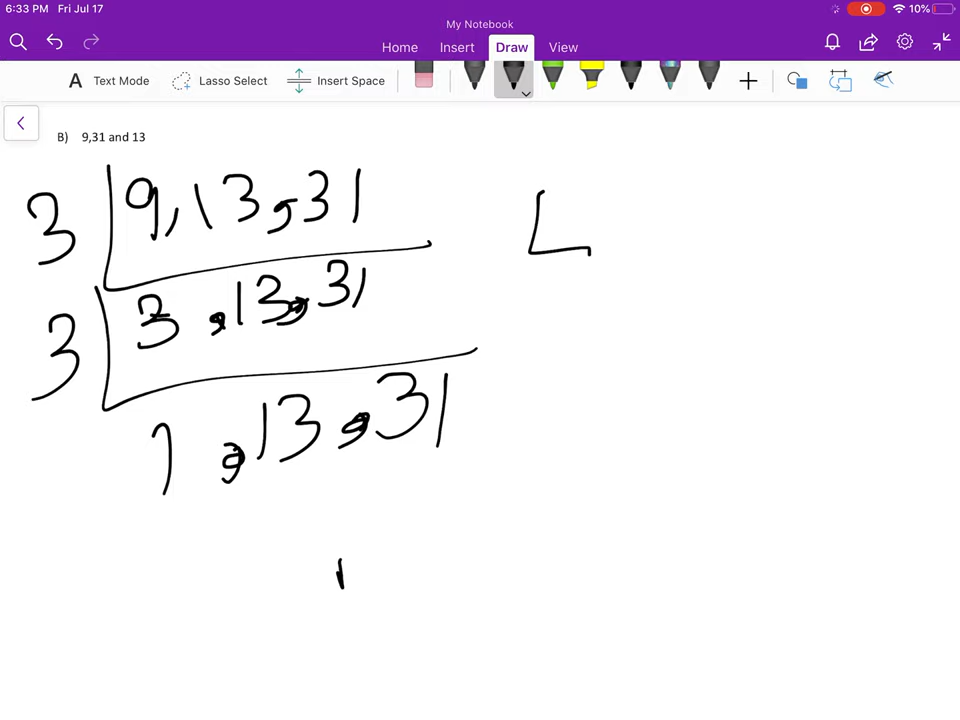 6:33 PM Fri Jul 17
10%
My Notebook
Home Insert Draw View
A Text Mode Lasso Select Insert Space
B) 9,31 and 13
3 9,13,31 L
3 3,13,31
1,13,31